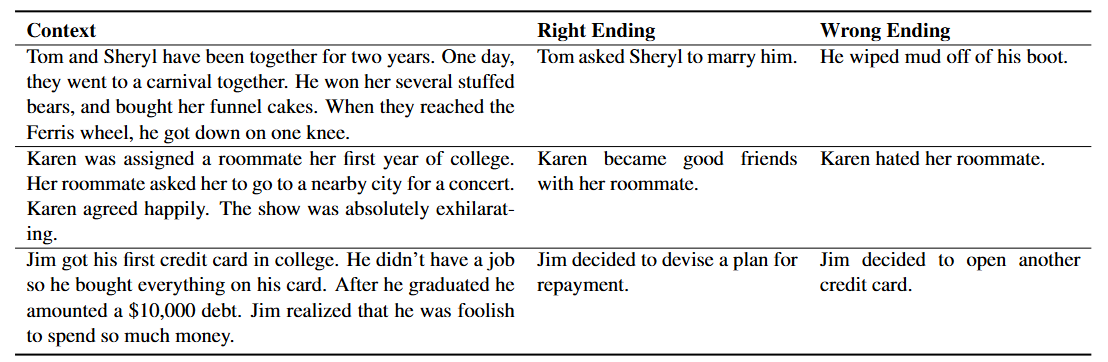 Context Right Ending Wrong Ending
Tom and Sheryl have been together for two years. One day, Tom asked Sheryl to marry him. He wiped mud off of his boot.
they went to a carnival together. He won her several stuffed
bears, and bought her funnel cakes. When they reached the
Ferris wheel, he got down on one knee.
Karen was assigned a roommate her first year of college. Karen became good friends Karen hated her roommate.
Her roommate asked her to go to a nearby city for a concert. with her roommate.
Karen agreed happily. The show was absolutely exhilarat-
ing.
Jim got his first credit card in college. He didn’t have a job Jim decided to devise a plan for Jim decided to open another
so he bought everything on his card. After he graduated he repayment. credit card.
amounted a $10,000 debt. Jim realized that he was foolish
to spend so much money.